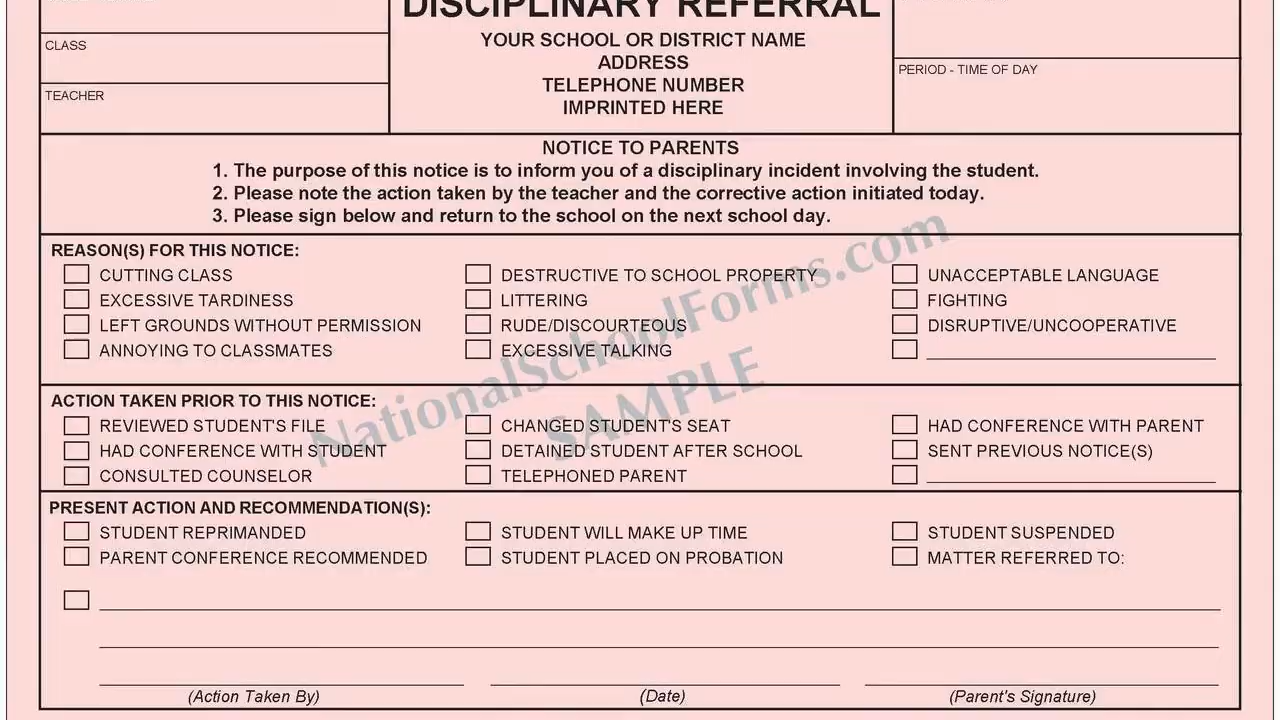 DISCIPLINARY REFERRAL
CLASS
YOUR SCHOOL OR DISTRICT NAME
ADDRESS
PERIOD - TIME OF DAY
TELEPHONE NUMBER
TEACHER
IMPRINTED HERE
NOTICE TO PARENTS
1. The purpose of this notice is to inform you of a disciplinary incident involving the student.
2. Please note the action taken by the teacher and the corrective action initiated today.
3. Please sign below and return to the school on the next school day.
REASON(S) FOR THIS NOTICE:
CUTTING CLASS DESTRUCTIVE TO SCHOOL PROPERTY UNACCEPTABLE LANGUAGE
EXCESSIVE TARDINESS LITTERING FIGHTING
LEFT GROUNDS WITHOUT PERMISSION RUDE/DISCOURTEOUS DISRUPTIVE/UNCOOPERATIVE
ANNOYING TO CLASSMATES EXCESSIVE TALKING
NationalSchoolForms.com
SAMPLE
ACTION TAKEN PRIOR TO THIS NOTICE:
REVIEWED STUDENT'S FILE CHANGED STUDENT'S SEAT HAD CONFERENCE WITH PARENT
HAD CONFERENCE WITH STUDENT DETAINED STUDENT AFTER SCHOOL SENT PREVIOUS NOTICE(S)
CONSULTED COUNSELOR TELEPHONED PARENT
PRESENT ACTION AND RECOMMENDATION(S):
STUDENT REPRIMANDED STUDENT WILL MAKE UP TIME STUDENT SUSPENDED
PARENT CONFERENCE RECOMMENDED STUDENT PLACED ON PROBATION MATTER REFERRED TO:
(Action Taken By) (Date) (Parent's Signature)